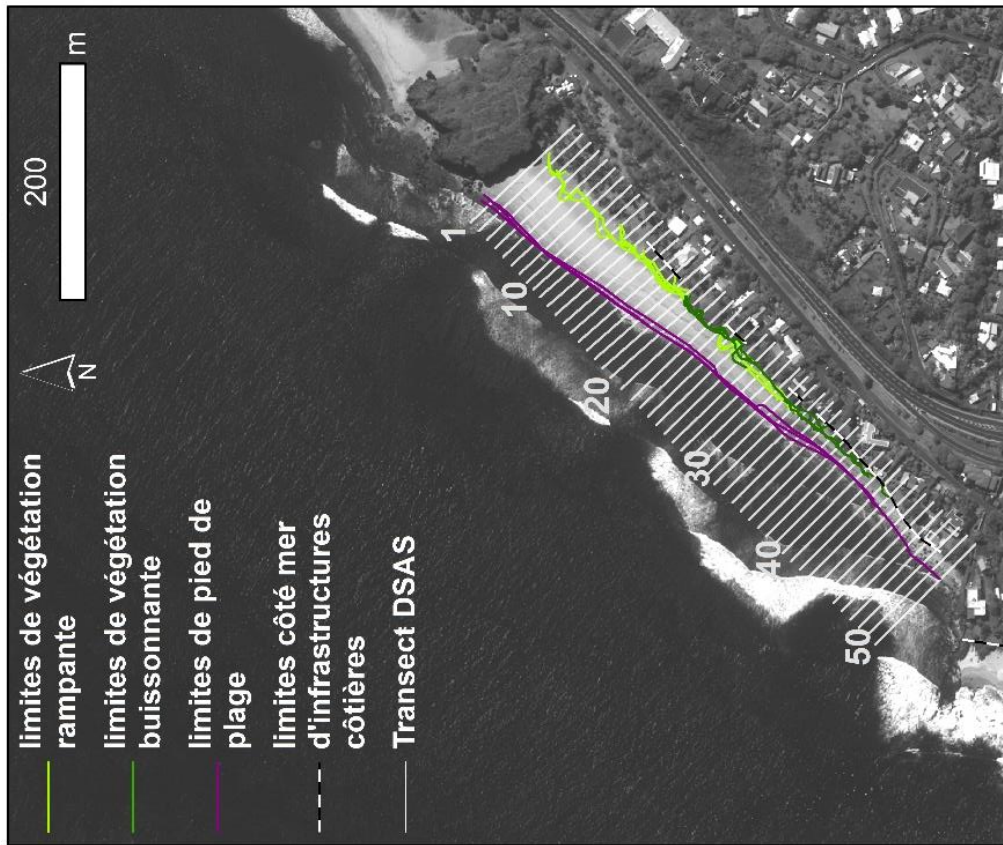 limites de végétation
rampante
limites de végétation
buissonnante
limites de pied de
plage
limites côté mer
d'infrastructures
côtières
Transect DSAS
N
200
m
1
10
20
30
40
50